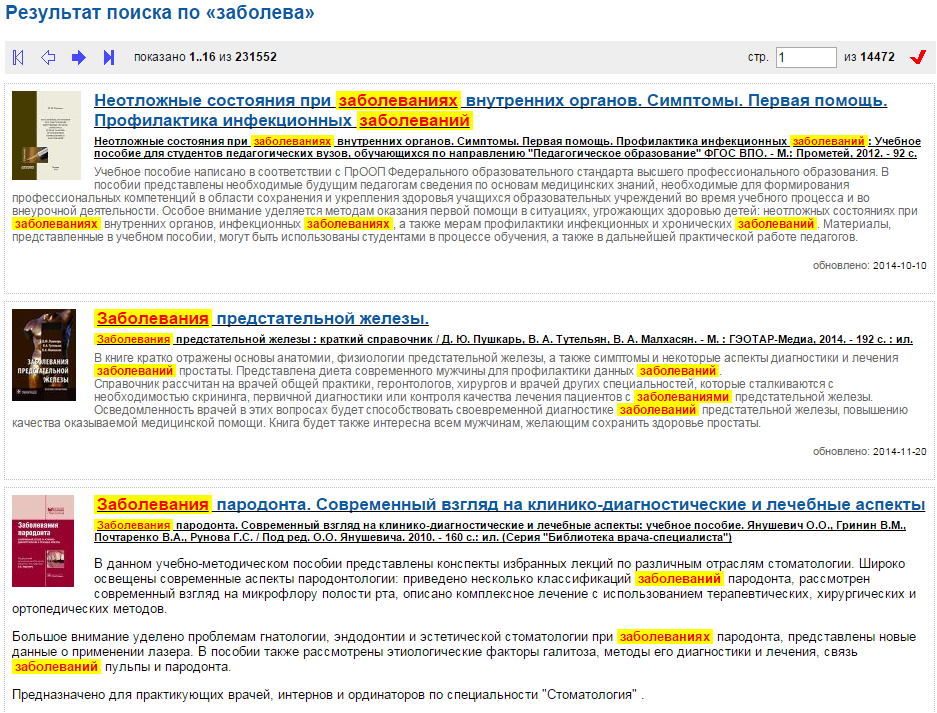 Результат поиска по «заболева»
показано 1..16 из 231552
стр. 1 из 14472
Неотложные состояния при заболеваниях внутренних органов. Симптомы. Первая помощь.
Профилактика инфекционных заболеваний
Неотложные состояния при заболеваниях внутренних органов. Симптомы. Первая помощь. Профилактика инфекционных заболеваний : Учебное
пособие для студентов педагогических вузов, обучающихся по направлению "Педагогическое образование" ФГОС ВПО. - М.: Прометей, 2012. - 92 с.
Учебное пособие написано в соответствии с ПрООП Федерального образовательного стандарта высшего профессионального образования. В
пособии представлены необходимые будущим педагогам сведения по основам медицинских знаний, необходимые для формирования
профессиональных компетенций в области сохранения и укрепления здоровья учащихся образовательных учреждений во время учебного процесса и во
внеурочной деятельности. Особое внимание уделяется методам оказания первой помощи в ситуациях, угрожающих здоровью детей: неотложных состояниях при
заболеваниях внутренних органов, инфекционных заболеваниях, а также мерам профилактики инфекционных и хронических заболеваний. Материалы,
представленные в учебном пособии, могут быть использованы студентами в процессе обучения, а также в дальнейшей практической работе педагогов.
обновлено: 2014-10-10
Заболевания предстательной железы.
Заболевания предстательной железы : краткий справочник / Д. Ю. Пушкарь, В. А. Тутельян, В. А. Малхасян. - М. : ГЭОТАР-Медиа, 2014. - 192 с. : ил.
ЗАБОЛЕВАНИЯ
ПРЕДСТАТЕЛЬНОЙ
ЖЕЛЕЗЫ
В книге кратко отражены основы анатомии, физиологии предстательной железы, а также симптомы и некоторые аспекты диагностики и лечения
заболеваний простаты. Представлена диета современного мужчины для профилактики данных заболеваний.
Справочник рассчитан на врачей общей практики, геронтологов, хирургов и врачей других специальностей, которые сталкиваются с
необходимостью скрининга, первичной диагностики или контроля качества лечения пациентов с заболеваниями предстательной железы.
Осведомленность врачей в этих вопросах будет способствовать своевременной диагностике заболеваний предстательной железы, повышению
качества оказываемой медицинской помощи. Книга будет также интересна всем мужчинам, желающим сохранить здоровье простаты.
обновлено: 2014-11-20
Заболевания пародонта. Современный взгляд на клинико-диагностические и лечебные аспекты
Заболевания пародонта. Современный взгляд на клинико-диагностические и лечебные аспекты: учебное пособие. Янушевич О.О., Гринин В.М.,
Почтаренко В.А., Рунова Г.С. / Под ред. О.О. Янушевича. 2010. - 160 с.: ил. (Серия "Библиотека врача-специалиста")
Заболевания
пародонта
В данном учебно-методическом пособии представлены конспекты избранных лекций по различным отраслям стоматологии. Широко
освещены современные аспекты пародонтологии: приведено несколько классификаций заболеваний пародонта, рассмотрен
современный взгляд на микрофлору полости рта, описано комплексное лечение с использованием терапевтических, хирургических и
ортопедических методов.
Большое внимание уделено проблемам гнатологии, эндодонтии и эстетической стоматологии при заболеваниях пародонта, представлены новые
данные о применении лазера. В пособии также рассмотрены этиологические факторы галитоза, методы его диагностики и лечения, связь
заболеваний пульпы и пародонта.
Предназначено для практикующих врачей, интернов и ординаторов по специальности "Стоматология" .